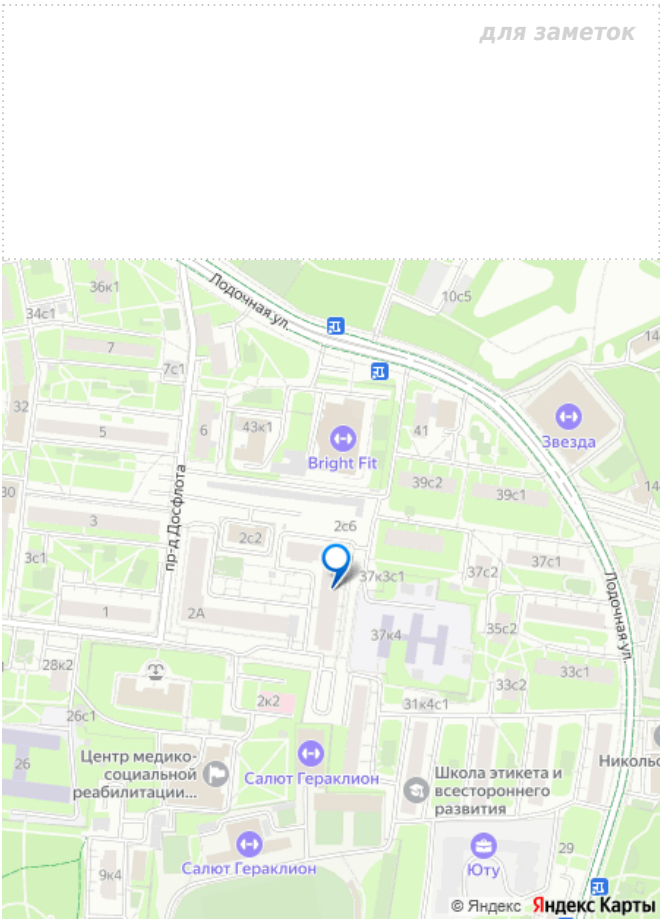 для заметок
36к1
Лодочная ул.
10с5
34с1
7
7с1
14
32
5
6
43к1
Bright Fit
41
Звезда
39с2
39с1
14
30
3
пр-д Досфлота
2с2
2с6
3с1
37к3с1
37с2
37с1
Лодочная ул.
1
2А
37к4
35с2
28к2
33с2
33с1
2к2
31к4с1
26с1
26
Центр медико-
социальной
реабилитации...
Салют Гераклион
Школа этикета и
всестороннего
развития
Никольс
Салют Гераклион
9к4
Юту
29
© Яндекс Яндекс Карты